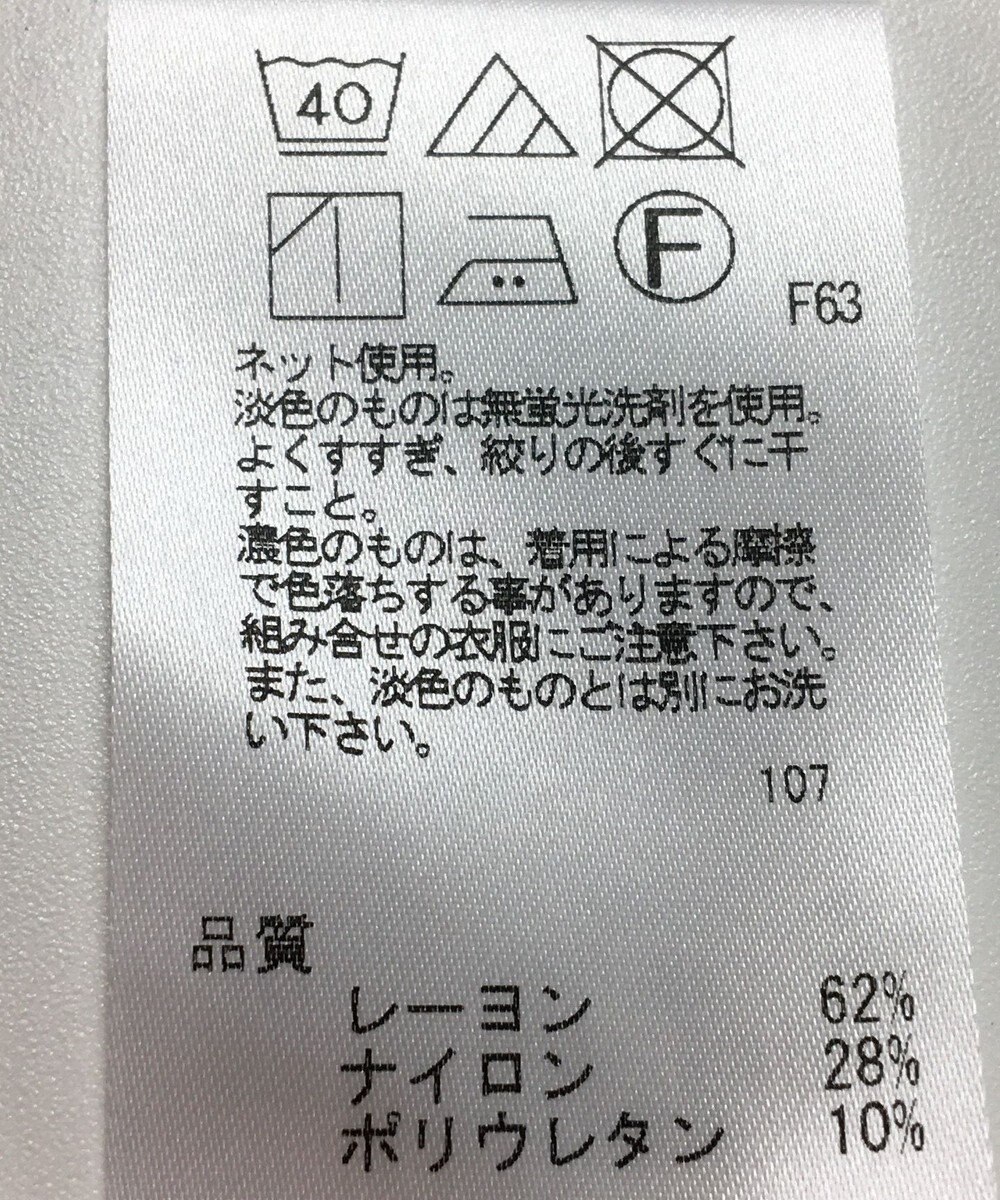 40
F
F63
ネット使用。
淡色のものは無蛍光洗剤を使用。
よくすすぎ、絞りの後すぐに干
すこと。
濃色のものは、着用による摩擦
で色落ちする事がありますので、
組み合せの衣服にご注意下さい。
また、淡色のものとは別にお洗
い下さい。
107
品質
レーヨン 62%
ナイロン 28%
ポリウレタン 10%